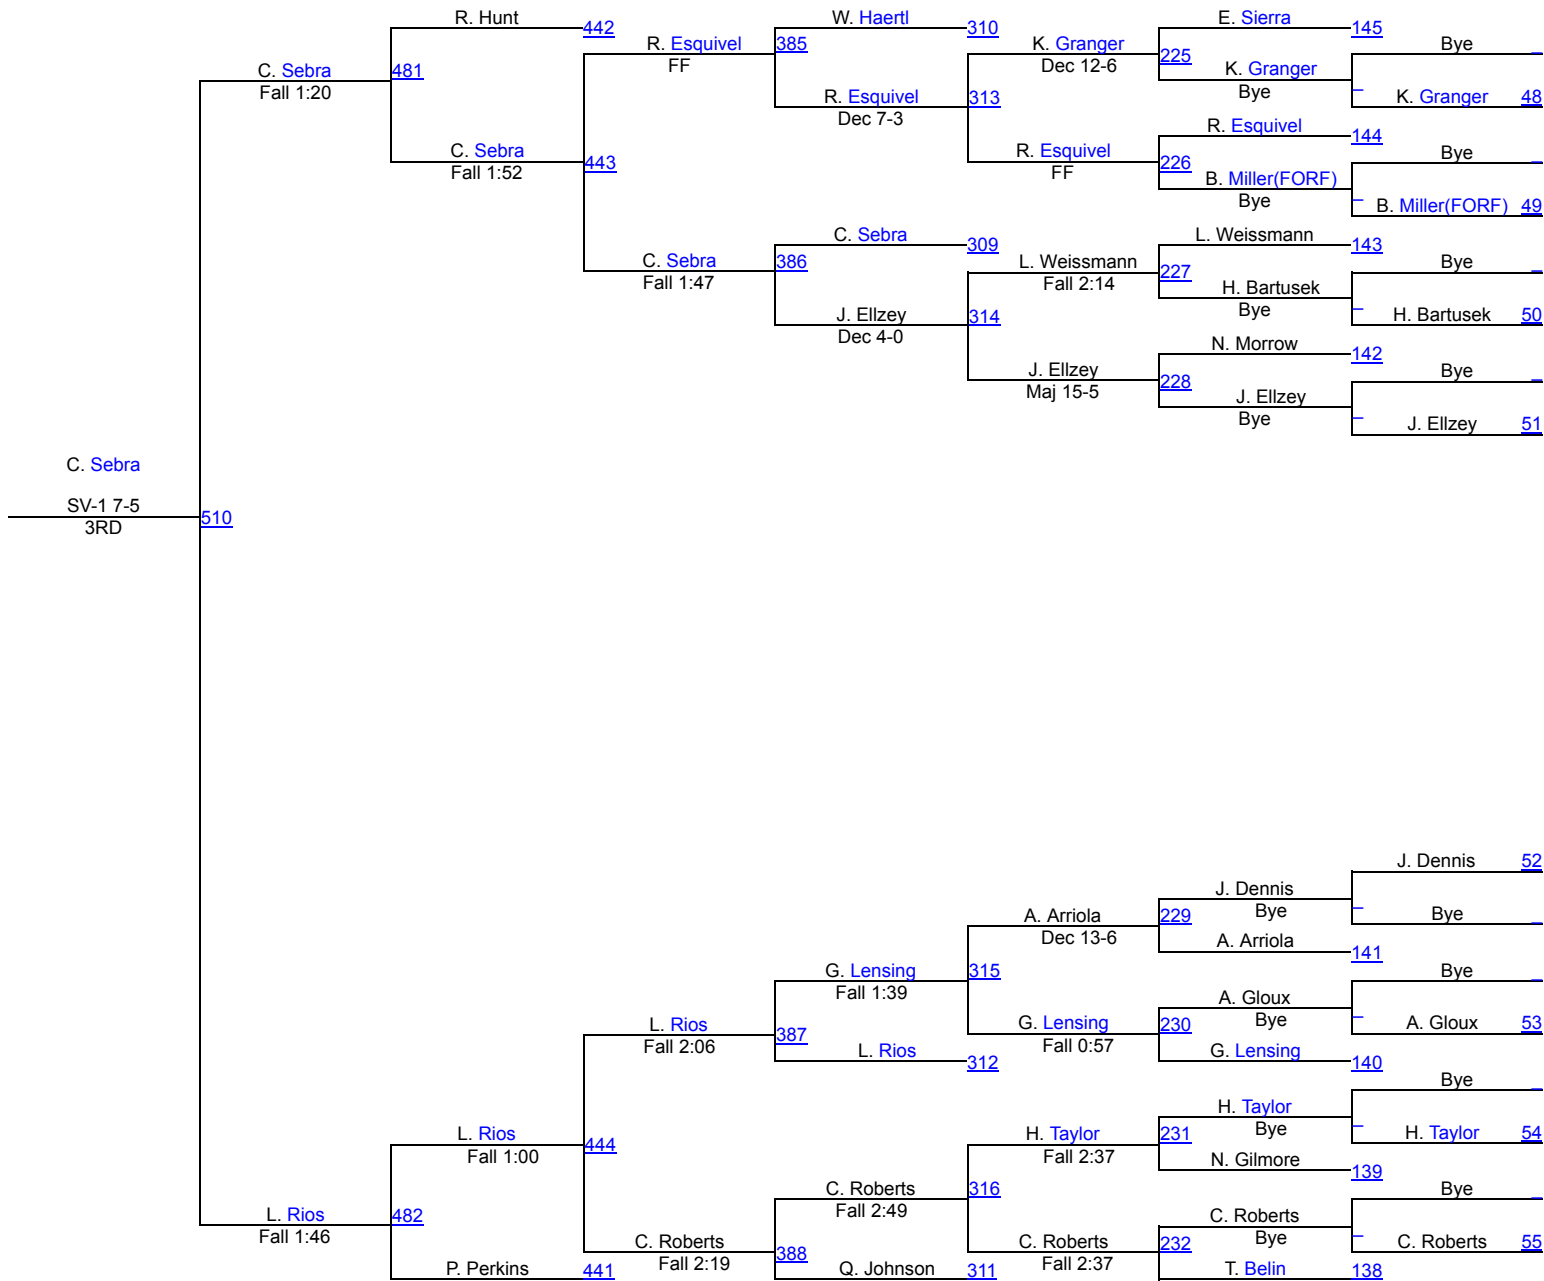 R. Hunt
442
W. Haertl
310
E. Sierra
145
R. Esquivel
FF
385
K. Granger
Dec 12-6
225
Bye
C. Sebra
Fall 1:20
481
K. Granger
Bye
R. Esquivel
Dec 7-3
313
K. Granger
48
R. Esquivel
144
C. Sebra
Fall 1:52
443
R. Esquivel
FF
226
Bye
B. Miller(FORF)
Bye
B. Miller(FORF)
49
C. Sebra
309
L. Weissmann
143
C. Sebra
Fall 1:47
386
L. Weissmann
Fall 2:14
227
Bye
H. Bartusek
Bye
J. Ellzey
Dec 4-0
314
H. Bartusek
50
N. Morrow
142
J. Ellzey
Maj 15-5
228
Bye
J. Ellzey
Bye
J. Ellzey
51
C. Sebra
SV-1 7-5
3RD
510
J. Dennis
52
J. Dennis
Bye
A. Arriola
Dec 13-6
229
Bye
A. Arriola
141
G. Lensing
Fall 1:39
315
Bye
A. Gloux
Bye
L. Rios
Fall 2:06
387
G. Lensing
Fall 0:57
230
A. Gloux
53
L. Rios
312
G. Lensing
140
Bye
H. Taylor
Bye
L. Rios
Fall 1:00
444
H. Taylor
Fall 2:37
231
H. Taylor
54
N. Gilmore
139
C. Roberts
Fall 2:49
316
Bye
L. Rios
Fall 1:46
482
C. Roberts
Bye
C. Roberts
Fall 2:19
388
C. Roberts
Fall 2:37
232
C. Roberts
55
P. Perkins
441
Q. Johnson
311
T. Belin
138